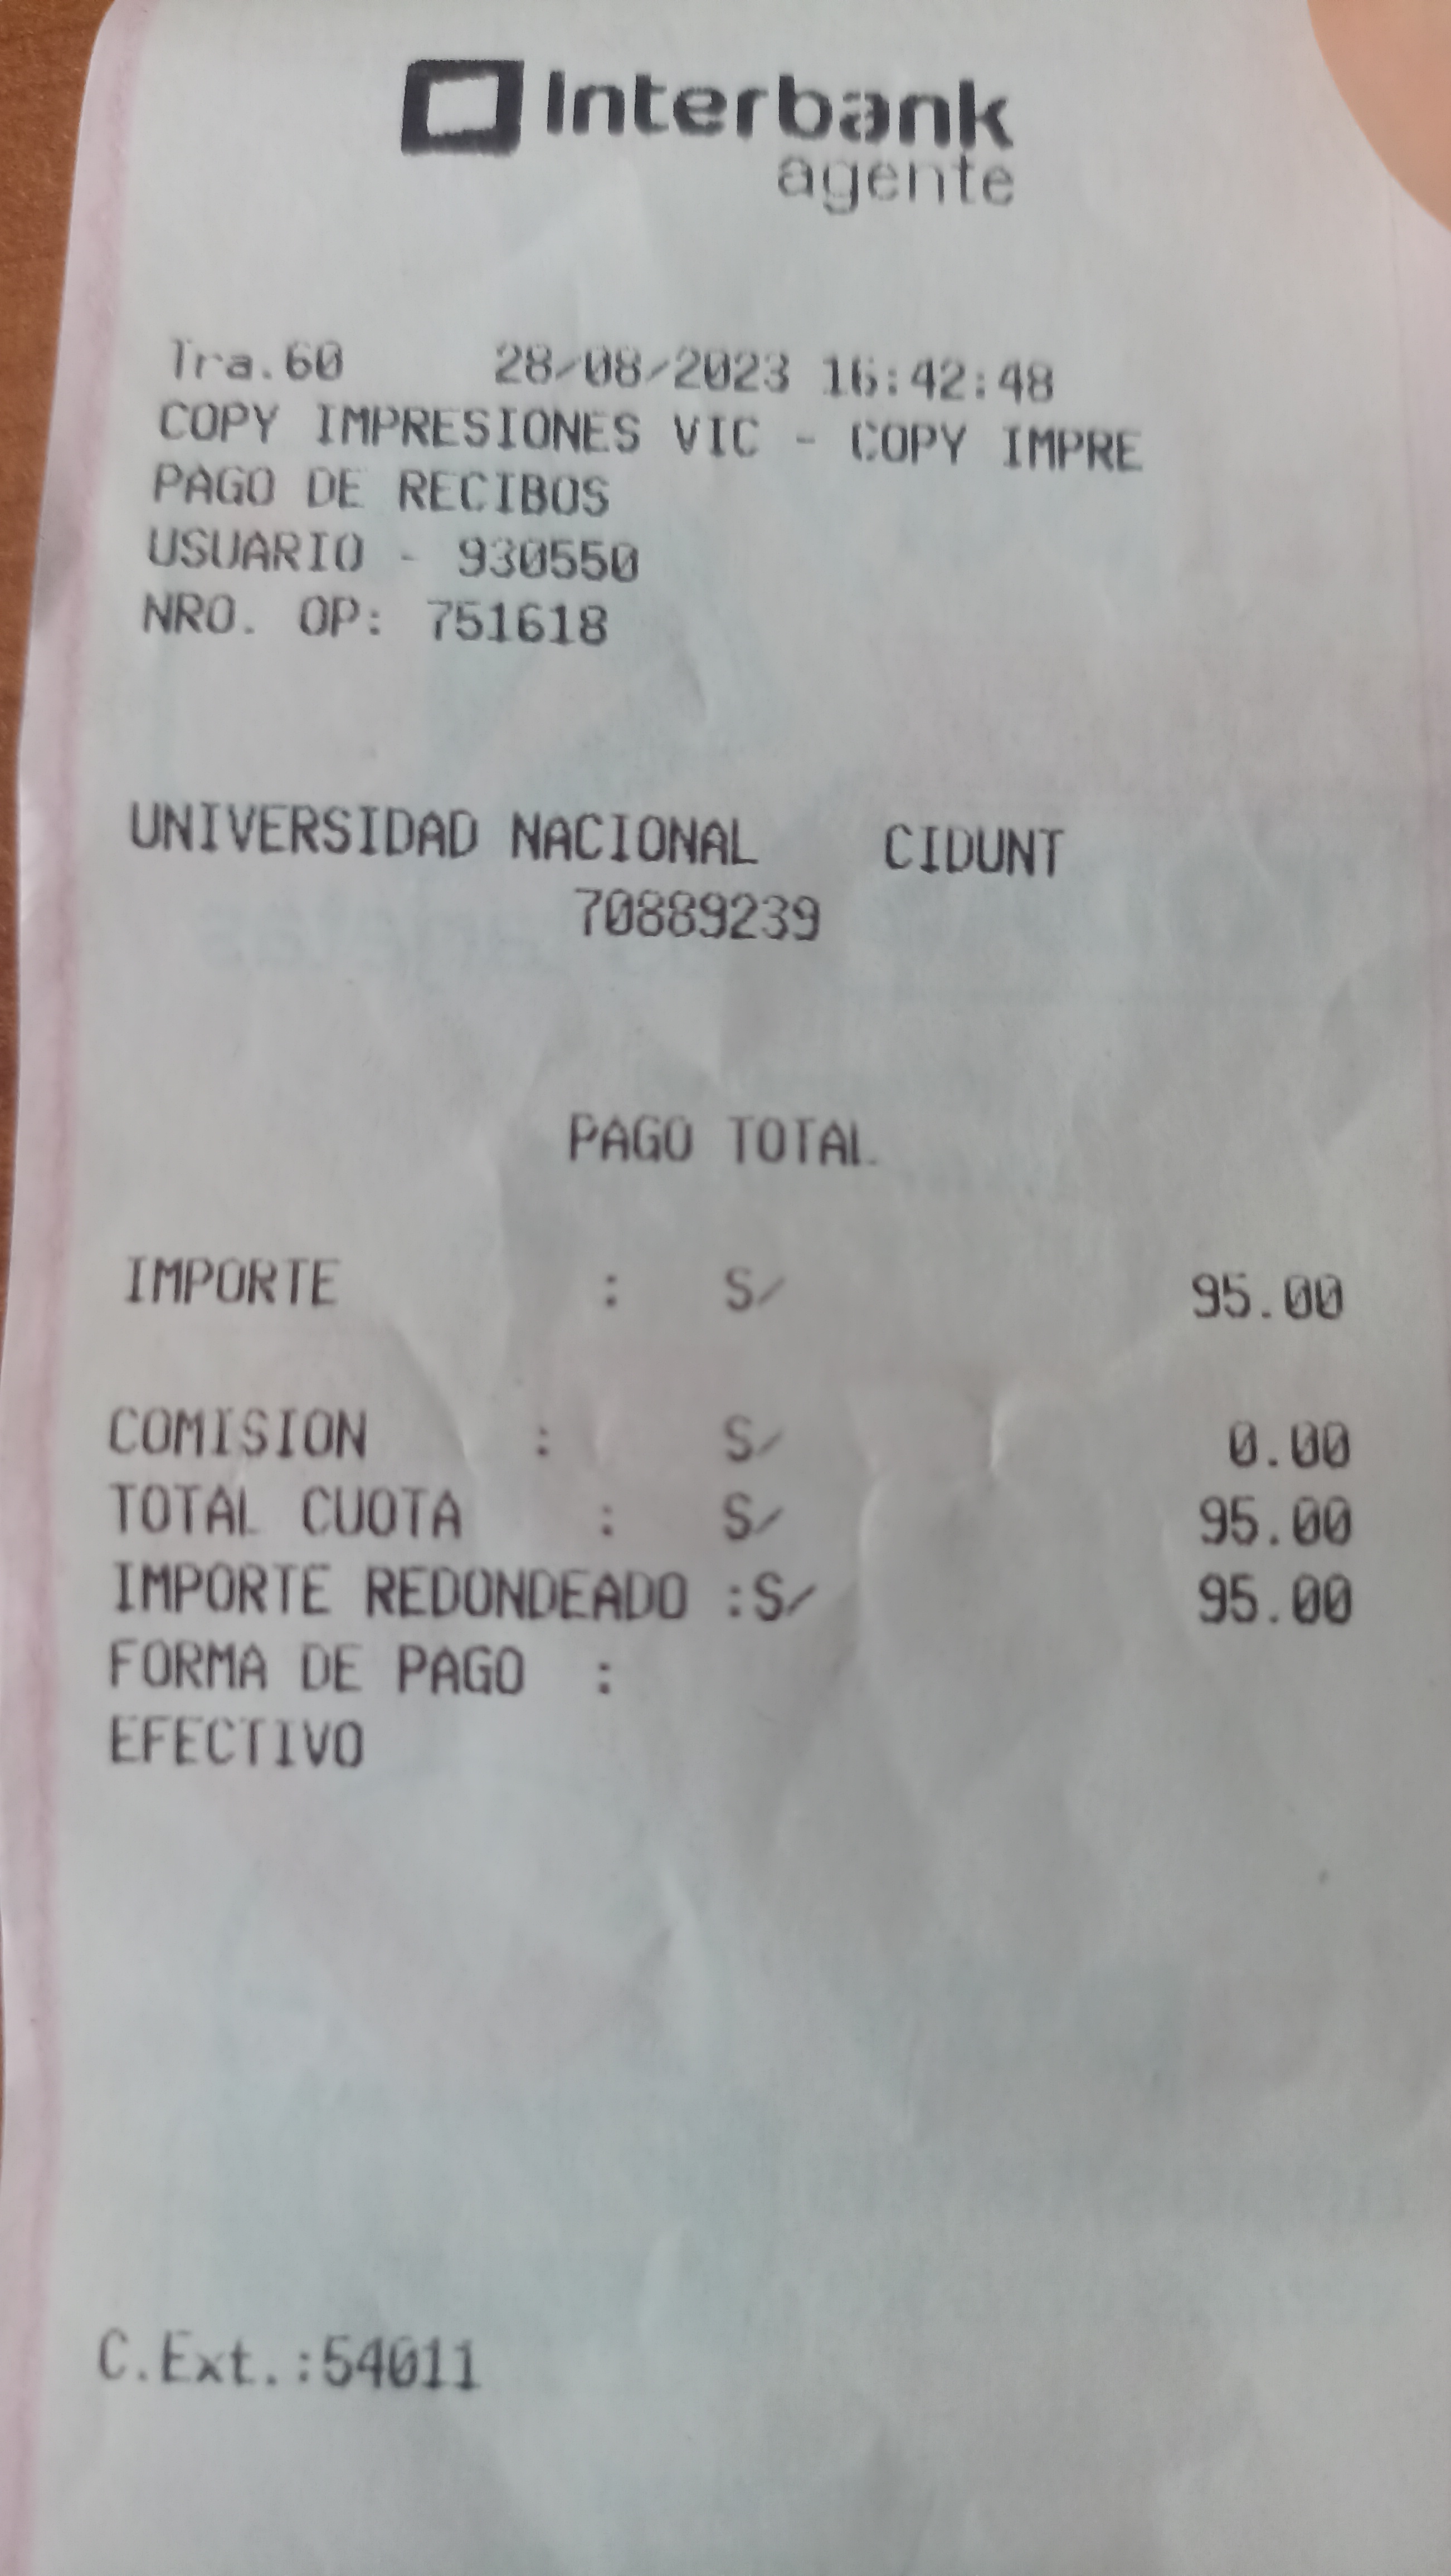 Interbank
agente
Tra.60 28/08/2023 16:42:48
COPY IMPRESIONES VIC - COPY IMPRE
PAGO DE RECIBOS
USUARIO - 930550
NRO. OP: 751618
UNIVERSIDAD NACIONAL CIDUNT
70889239
PAGO TOTAL
IMPORTE : S/ 95.00
COMISION : S/ 0.00
TOTAL CUOTA : S/ 95.00
IMPORTE REDONDEADO :S/ 95.00
FORMA DE PAGO :
EFECTIVO
C.Ext.:54011